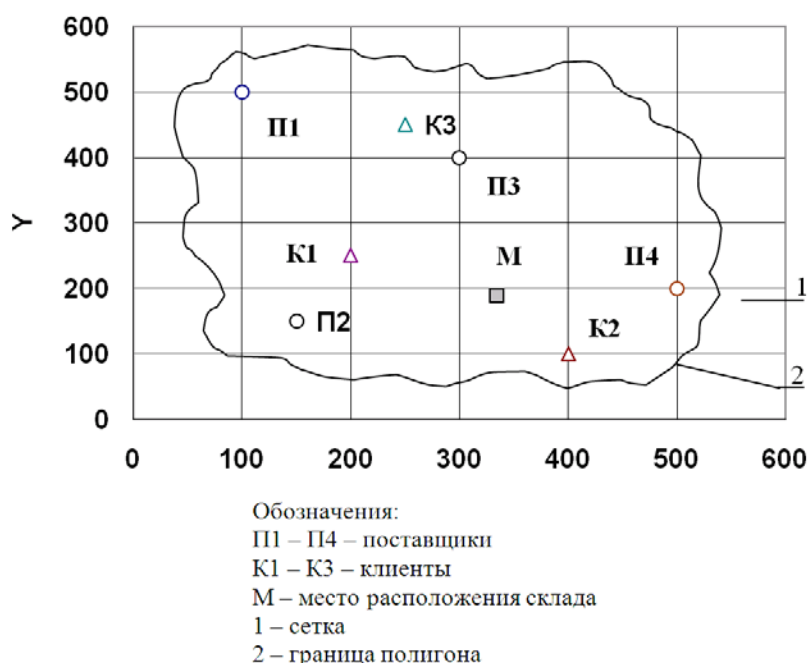 600
500
П1
К3
400
П3
Y
300
К1
М
П4
200
1
П2
К2
100
2
0
0 100 200 300 400 500 600
Обозначения:
П1 – П4 – поставщики
К1 – К3 – клиенты
М – место расположения склада
1 – сетка
2 – граница полигона